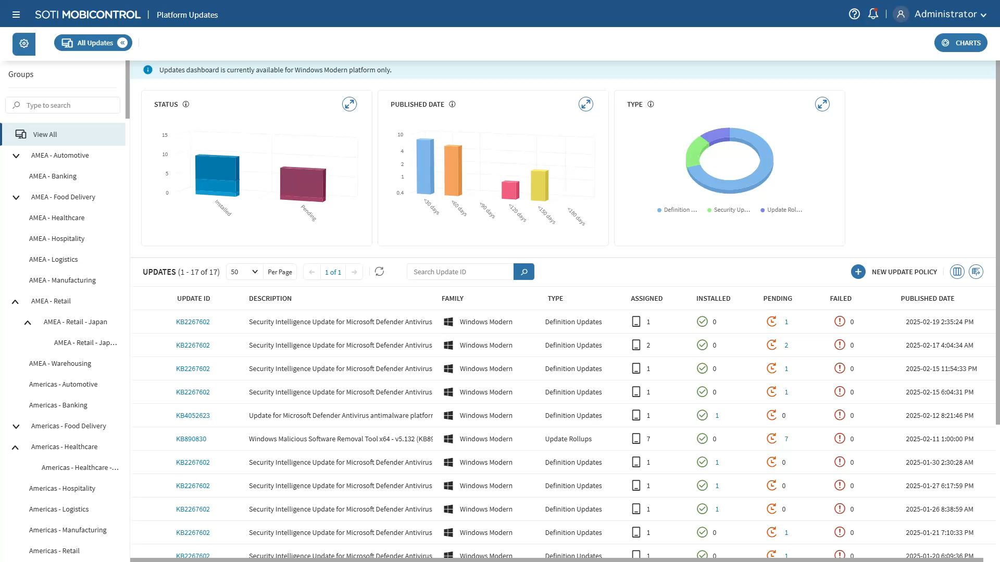 SOTI MOBICONTROL | Platform Updates
Administrator
All Updates
CHARTS
Groups
Type to search
View All
AMEA - Automotive
AMEA - Banking
AMEA - Food Delivery
AMEA - Healthcare
AMEA - Hospitality
AMEA - Logistics
AMEA - Manufacturing
AMEA - Retail
AMEA - Retail - Japan
AMEA - Retail - Jap...
AMEA - Warehousing
Americas - Automotive
Americas - Banking
Americas - Food Delivery
Americas - Healthcare
Americas - Healthcare -...
Americas - Hospitality
Americas - Logistics
Americas - Manufacturing
Americas - Retail
Updates dashboard is currently available for Windows Modern platform only.
STATUS
15
10
5
0
Installed
Pending
PUBLISHED DATE
10
4
2
1
0.4
<30 days
<60 days
<90 days
<120 days
<150 days
<180 days
TYPE
Definition ...
Security Up...
Update Rol...
UPDATES (1 - 17 of 17) 50 Per Page 1 of 1 Search Update ID NEW UPDATE POLICY
UPDATE ID DESCRIPTION FAMILY TYPE ASSIGNED INSTALLED PENDING FAILED PUBLISHED DATE
KB2267602 Security Intelligence Update for Microsoft Defender Antivirus Windows Modern Definition Updates 1 0 1 0 2025-02-19 2:35:24 PM
KB2267602 Security Intelligence Update for Microsoft Defender Antivirus Windows Modern Definition Updates 2 0 2 0 2025-02-17 4:04:34 AM
KB2267602 Security Intelligence Update for Microsoft Defender Antivirus Windows Modern Definition Updates 1 0 1 0 2025-02-15 11:54:33 PM
KB2267602 Security Intelligence Update for Microsoft Defender Antivirus Windows Modern Definition Updates 1 0 1 0 2025-02-15 6:04:31 PM
KB4052623 Update for Microsoft Defender Antivirus antimalware platform Windows Modern Definition Updates 1 1 0 0 2025-02-12 8:21:46 PM
KB890830 Windows Malicious Software Removal Tool x64 - v5.132 (KB89 Windows Modern Update Rollups 7 0 7 0 2025-02-11 1:00:00 PM
KB2267602 Security Intelligence Update for Microsoft Defender Antivirus Windows Modern Definition Updates 1 1 0 0 2025-01-30 2:30:28 AM
KB2267602 Security Intelligence Update for Microsoft Defender Antivirus Windows Modern Definition Updates 1 1 0 0 2025-01-27 6:17:59 PM
KB2267602 Security Intelligence Update for Microsoft Defender Antivirus Windows Modern Definition Updates 1 1 0 0 2025-01-26 8:38:59 AM
KB2267602 Security Intelligence Update for Microsoft Defender Antivirus Windows Modern Definition Updates 1 0 1 0 2025-01-21 7:10:33 PM
KB2267602 Security Intelligence Update for Microsoft Defender Antivirus Windows Modern Definition Updates 1 0 1 0 2025-01-20 6:09:36 PM